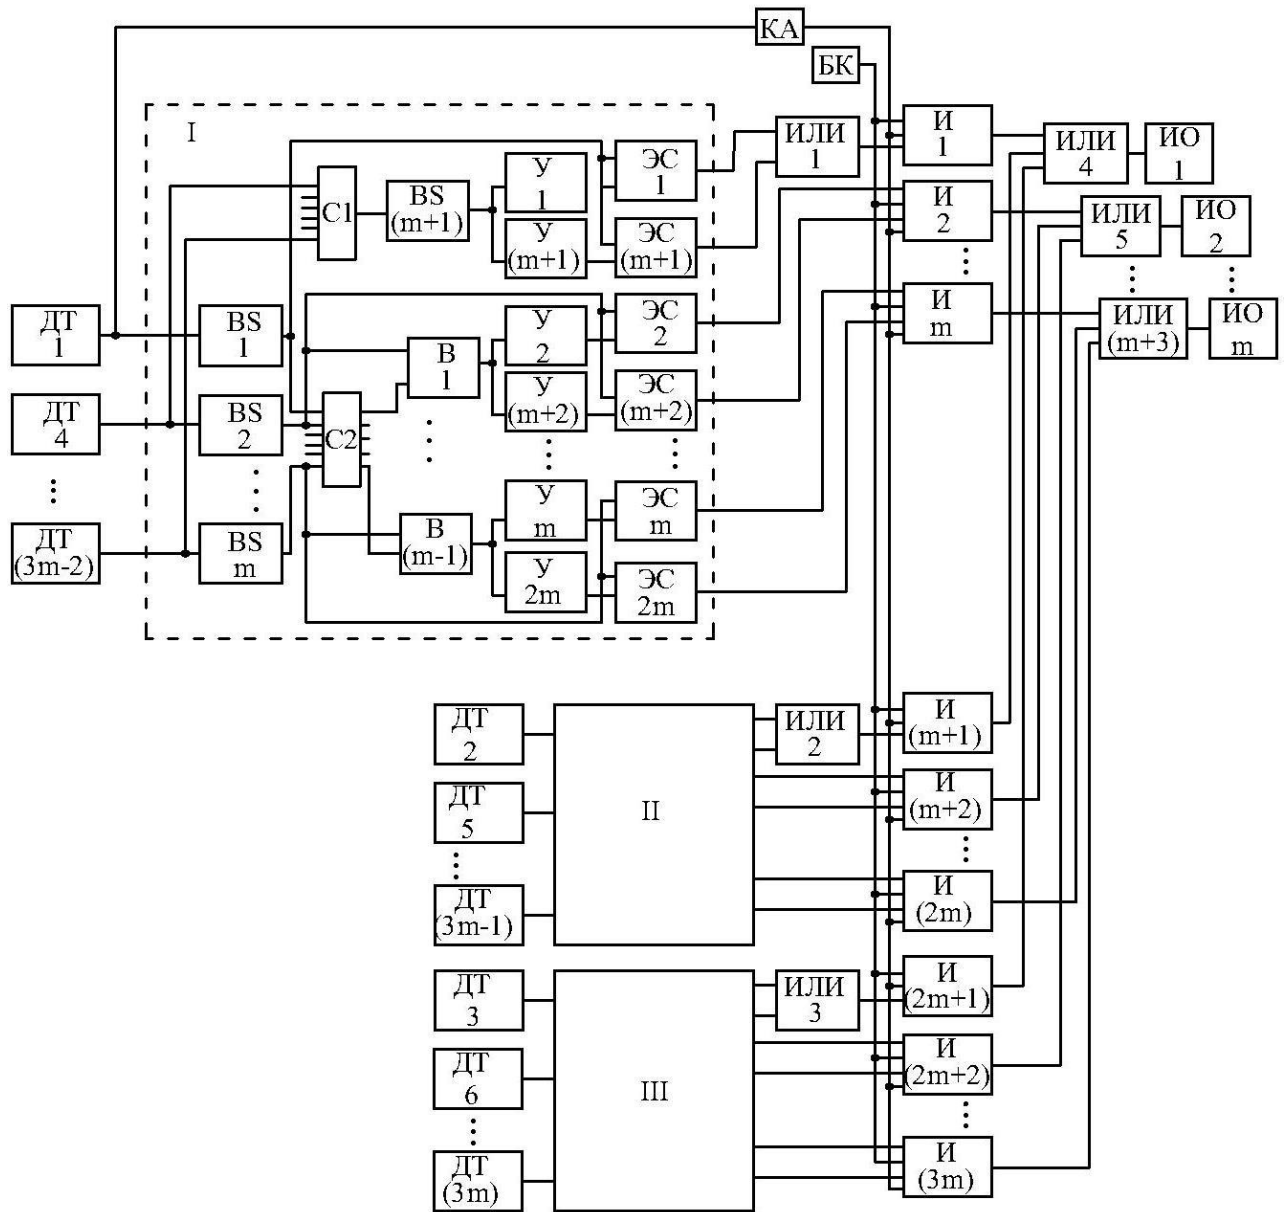 КА
БК
I
С1
BS
(m+1)
У
1
У
(m+1)
ЭС
1
ЭС
(m+1)
ИЛИ
1
И
1
ИЛИ
4
ИО
1
И
2
ИЛИ
5
ИО
2
И
m
ИЛИ
(m+3)
ИО
m
ДТ
1
BS
1
У
2
ЭС
2
В
1
У
(m+2)
ЭС
(m+2)
ДТ
4
BS
2
С2
ДТ
(3m-2)
BS
m
В
(m-1)
У
m
ЭС
m
У
2m
ЭС
2m
ДТ
2
ДТ
5
ДТ
(3m-1)
II
ИЛИ
2
И
(m+1)
И
(m+2)
И
(2m)
ДТ
3
ДТ
6
ДТ
(3m)
III
ИЛИ
3
И
(2m+1)
И
(2m+2)
И
(3m)